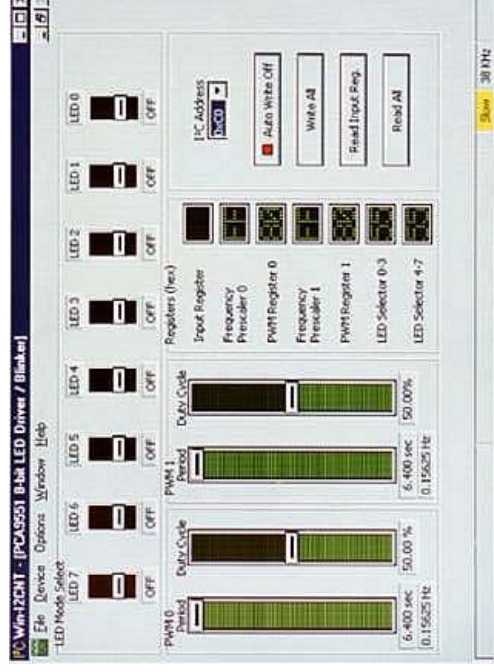 I²C Win-I2CNT - [PCA9551 8-bit LED Driver / Blinker]
File Device Options Window Help
LED Mode Select
LED 7 LED 6 LED 5 LED 4 LED 3 LED 2 LED 1 LED 0
OFF OFF OFF OFF OFF OFF OFF OFF
PWM 0
Period Duty Cycle
6.400 sec 50.00 %
0.15625 Hz
PWM 1
Period Duty Cycle
6.400 sec 50.00%
0.15625 Hz
Registers (hex)
Input Register
Frequency
Prescaler 0
PWM Register 0
Frequency
Prescaler 1
PWM Register 1
LED Selector 0-3
LED Selector 4-7
I²C Address
0xC0
Auto Write Off
Write All
Read Input Reg.
Read All
Slow 38 KHz